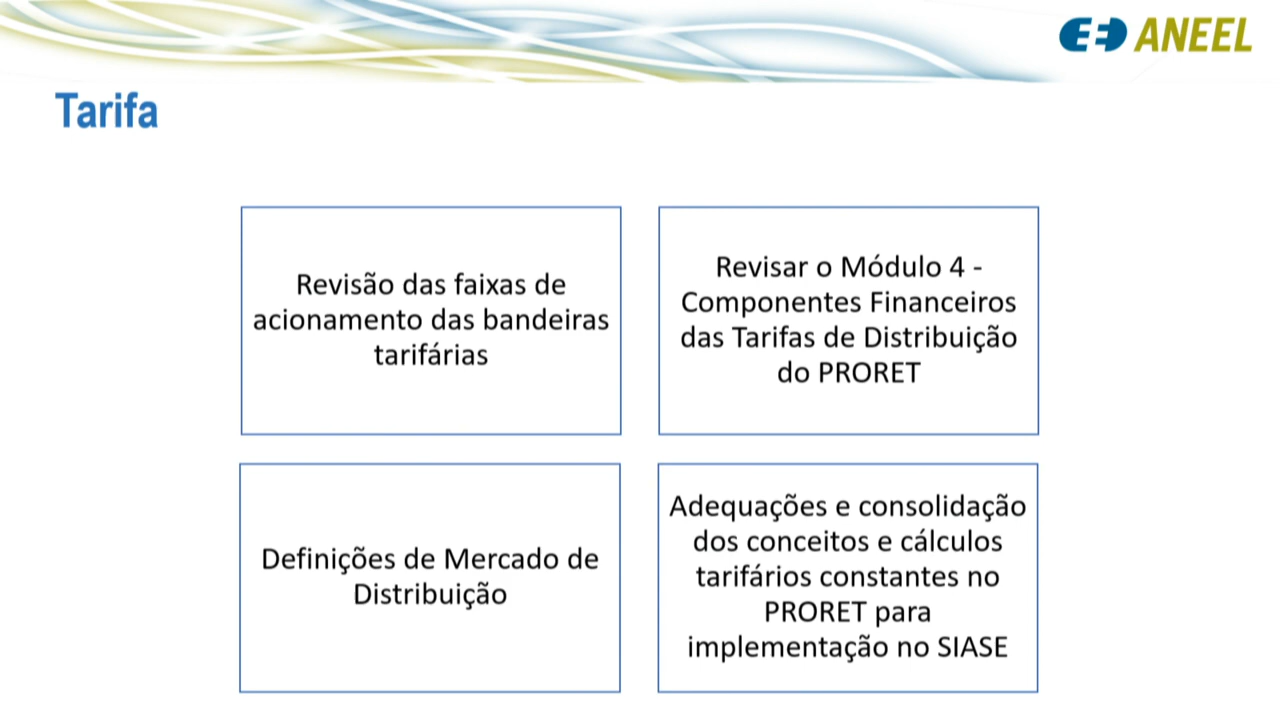 ANEEL
Tarifa
Revisão das faixas de
acionamento das bandeiras
tarifárias
Revisar o Módulo 4 -
Componentes Financeiros
das Tarifas de Distribuição
do PRORET
Definições de Mercado de
Distribuição
Adequações e consolidação
dos conceitos e cálculos
tarifários constantes no
PRORET para
implementação no SIASE